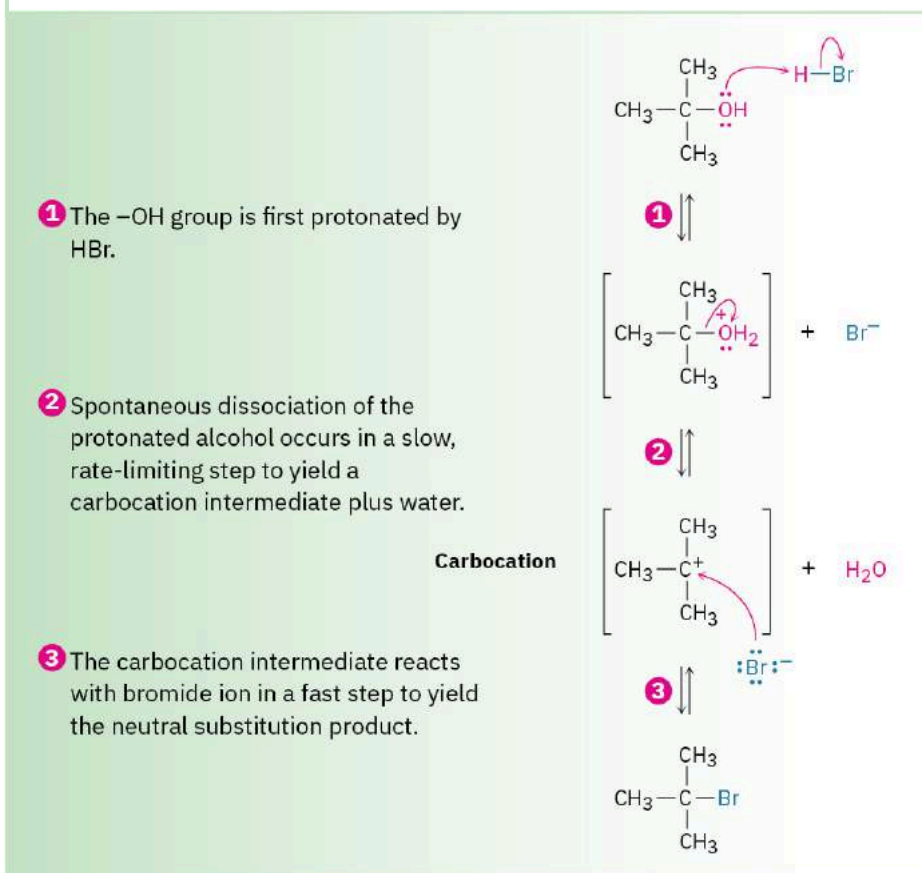 CH3
H—Br
CH3—C—ÖH
CH3
1 The –OH group is first protonated by
HBr.
1
CH3
+
CH3—C—OH2 + Br−
CH3
2 Spontaneous dissociation of the
protonated alcohol occurs in a slow,
rate-limiting step to yield a
carbocation intermediate plus water.
2
CH3
Carbocation CH3—C+ + H2O
CH3
3 The carbocation intermediate reacts
with bromide ion in a fast step to yield
the neutral substitution product.
:Br:−
3
CH3
CH3—C—Br
CH3